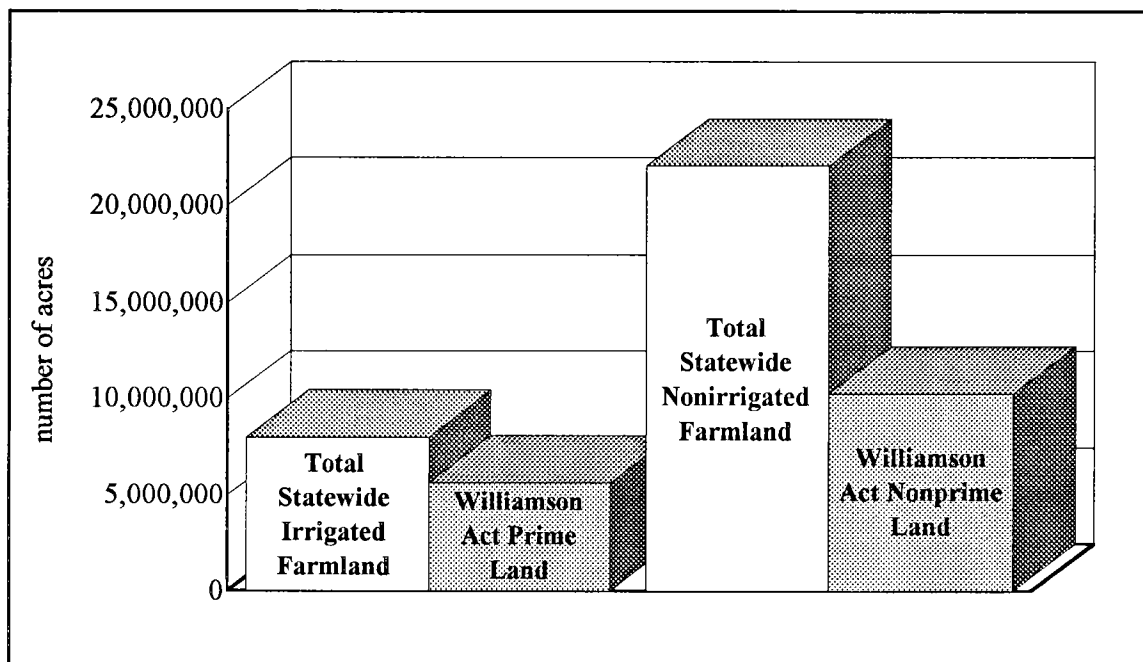 25,000,000
20,000,000
15,000,000
10,000,000
5,000,000
0
number of acres
Total
Statewide
Irrigated
Farmland
Williamson
Act Prime
Land
Total
Statewide
Nonirrigated
Farmland
Williamson
Act Nonprime
Land